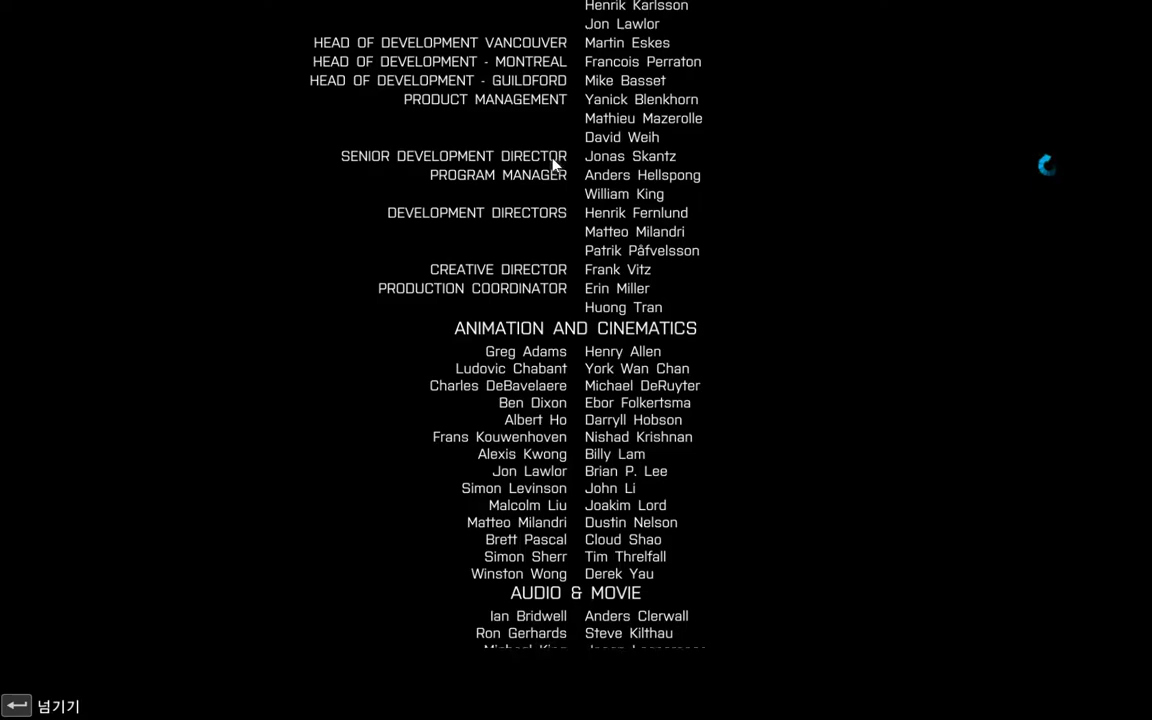 Henrik Karlsson
Jon Lawlor
HEAD OF DEVELOPMENT VANCOUVER Martin Eskes
HEAD OF DEVELOPMENT - MONTREAL Francois Perraton
HEAD OF DEVELOPMENT - GUILDFORD Mike Basset
PRODUCT MANAGEMENT Yanick Blenkhorn
Mathieu Mazerolle
David Weih
SENIOR DEVELOPMENT DIRECTOR Jonas Skantz
PROGRAM MANAGER Anders Hellspong
William King
DEVELOPMENT DIRECTORS Henrik Fernlund
Matteo Milandri
Patrik Påfvelsson
CREATIVE DIRECTOR Frank Vitz
PRODUCTION COORDINATOR Erin Miller
Huong Tran
ANIMATION AND CINEMATICS
Greg Adams Henry Allen
Ludovic Chabant York Wan Chan
Charles DeBavelaere Michael DeRuyter
Ben Dixon Ebor Folkertsma
Albert Ho Darryll Hobson
Frans Kouwenhoven Nishad Krishnan
Alexis Kwong Billy Lam
Jon Lawlor Brian P. Lee
Simon Levinson John Li
Malcolm Liu Joakim Lord
Matteo Milandri Dustin Nelson
Brett Pascal Cloud Shao
Simon Sherr Tim Threlfall
Winston Wong Derek Yau
AUDIO & MOVIE
Ian Bridwell Anders Clerwall
Ron Gerhards Steve Kilthau
넘기기